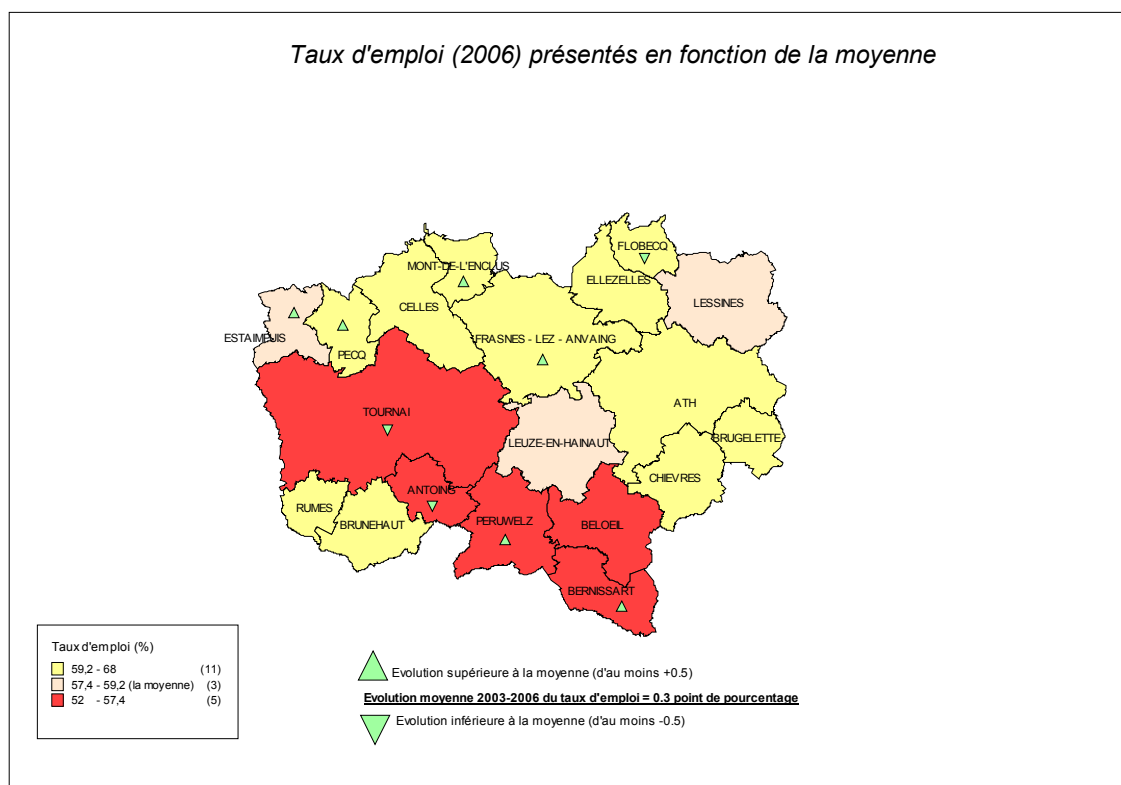 Taux d'emploi (2006) présentés en fonction de la moyenne
FLOBECQ
MONT-DE-L'ENCLUS
ELLEZELLES
LESSINES
CELLES
ESTAIMPUIS
PECQ
FRASNES - LEZ - ANVAING
ATH
TOURNAI
BRUGELETTE
LEUZE-EN-HAINAUT
CHIEVRES
ANTOING
RUMES
BRUNEHAUT
PERUWELZ
BELOEIL
BERNISSART
Taux d'emploi (%)
59,2 - 68 (11)
57,4 - 59,2 (la moyenne) (3)
52 - 57,4 (5)
Evolution supérieure à la moyenne (d'au moins +0.5)
Evolution moyenne 2003-2006 du taux d'emploi = 0.3 point de pourcentage
Evolution inférieure à la moyenne (d'au moins -0.5)